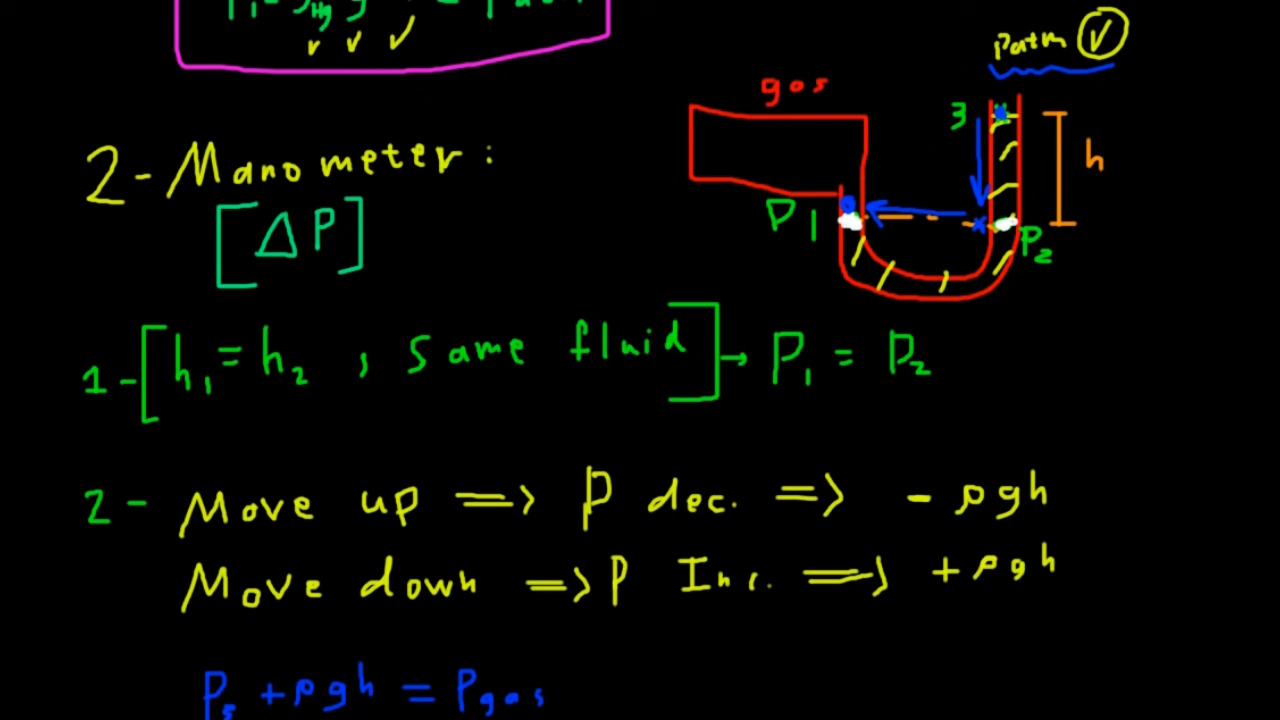 Patm ✓
gas
3
h
2 - Manometer :
[ΔP]
P1
P2
1 - [h₁ = h₂ , same fluid] → P₁ = P₂
2 - Move up => P dec. => - ρgh
Move down => P Inc. => + ρgh
+ ρgh = Pgas